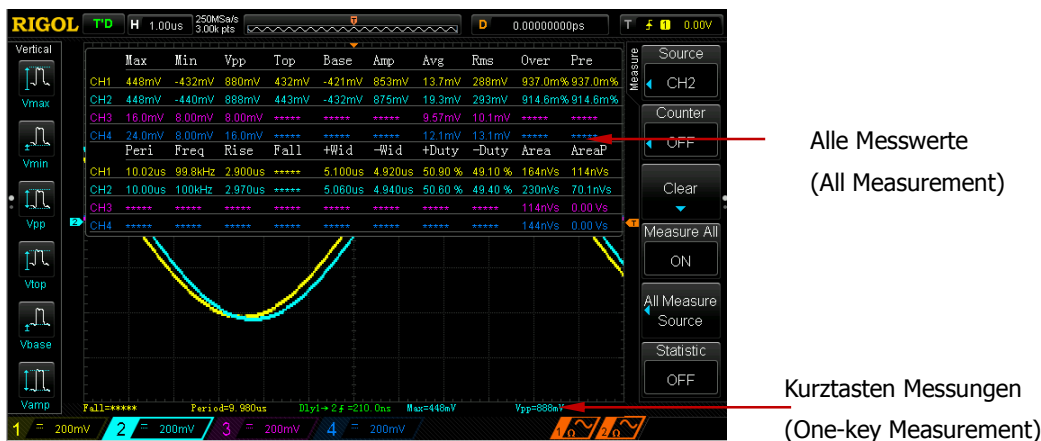 RIGOL T'D H 1.00us 250MSa/s 3.00k pts D 0.00000000ps T 1 0.00V
Vertical
Vmax
Vmin
Vpp
Vtop
Vbase
Vamp
Max Min Vpp Top Base Amp Avg Rms Over Pre
CH1 448mV -432mV 880mV 432mV -421mV 853mV 13.7mV 288mV 937.0m% 937.0m%
CH2 448mV -440mV 888mV 443mV -432mV 875mV 19.3mV 293mV 914.6m% 914.6m%
CH3 16.0mV 8.00mV 8.00mV ***** ***** ***** 9.57mV 10.1mV ***** *****
CH4 24.0mV 8.00mV 16.0mV ***** ***** ***** 12.1mV 13.1mV ***** *****
Peri Freq Rise Fall +Wid -Wid +Duty -Duty Area AreaP
CH1 10.02us 99.8kHz 2.900us ***** 5.100us 4.920us 50.90 % 49.10 % 164nVs 114nVs
CH2 10.00us 100kHz 2.970us ***** 5.060us 4.940us 50.60 % 49.40 % 230nVs 70.1nVs
CH3 ***** ***** ***** ***** ***** ***** ***** ***** 114nVs 0.00 Vs
CH4 ***** ***** ***** ***** ***** ***** ***** ***** 144nVs 0.00 Vs
2
T
Measure
Source
CH2
Counter
OFF
Clear
Measure All
ON
All Measure
Source
Statistic
OFF
Fall=***** Period=9.980us Dly1→2=210.0ns Max=448mV Vpp=888mV
1 = 200mV 2 = 200mV 3 = 200mV 4 = 200mV 1 2
Alle Messwerte
(All Measurement)
Kurztasten Messungen
(One-key Measurement)